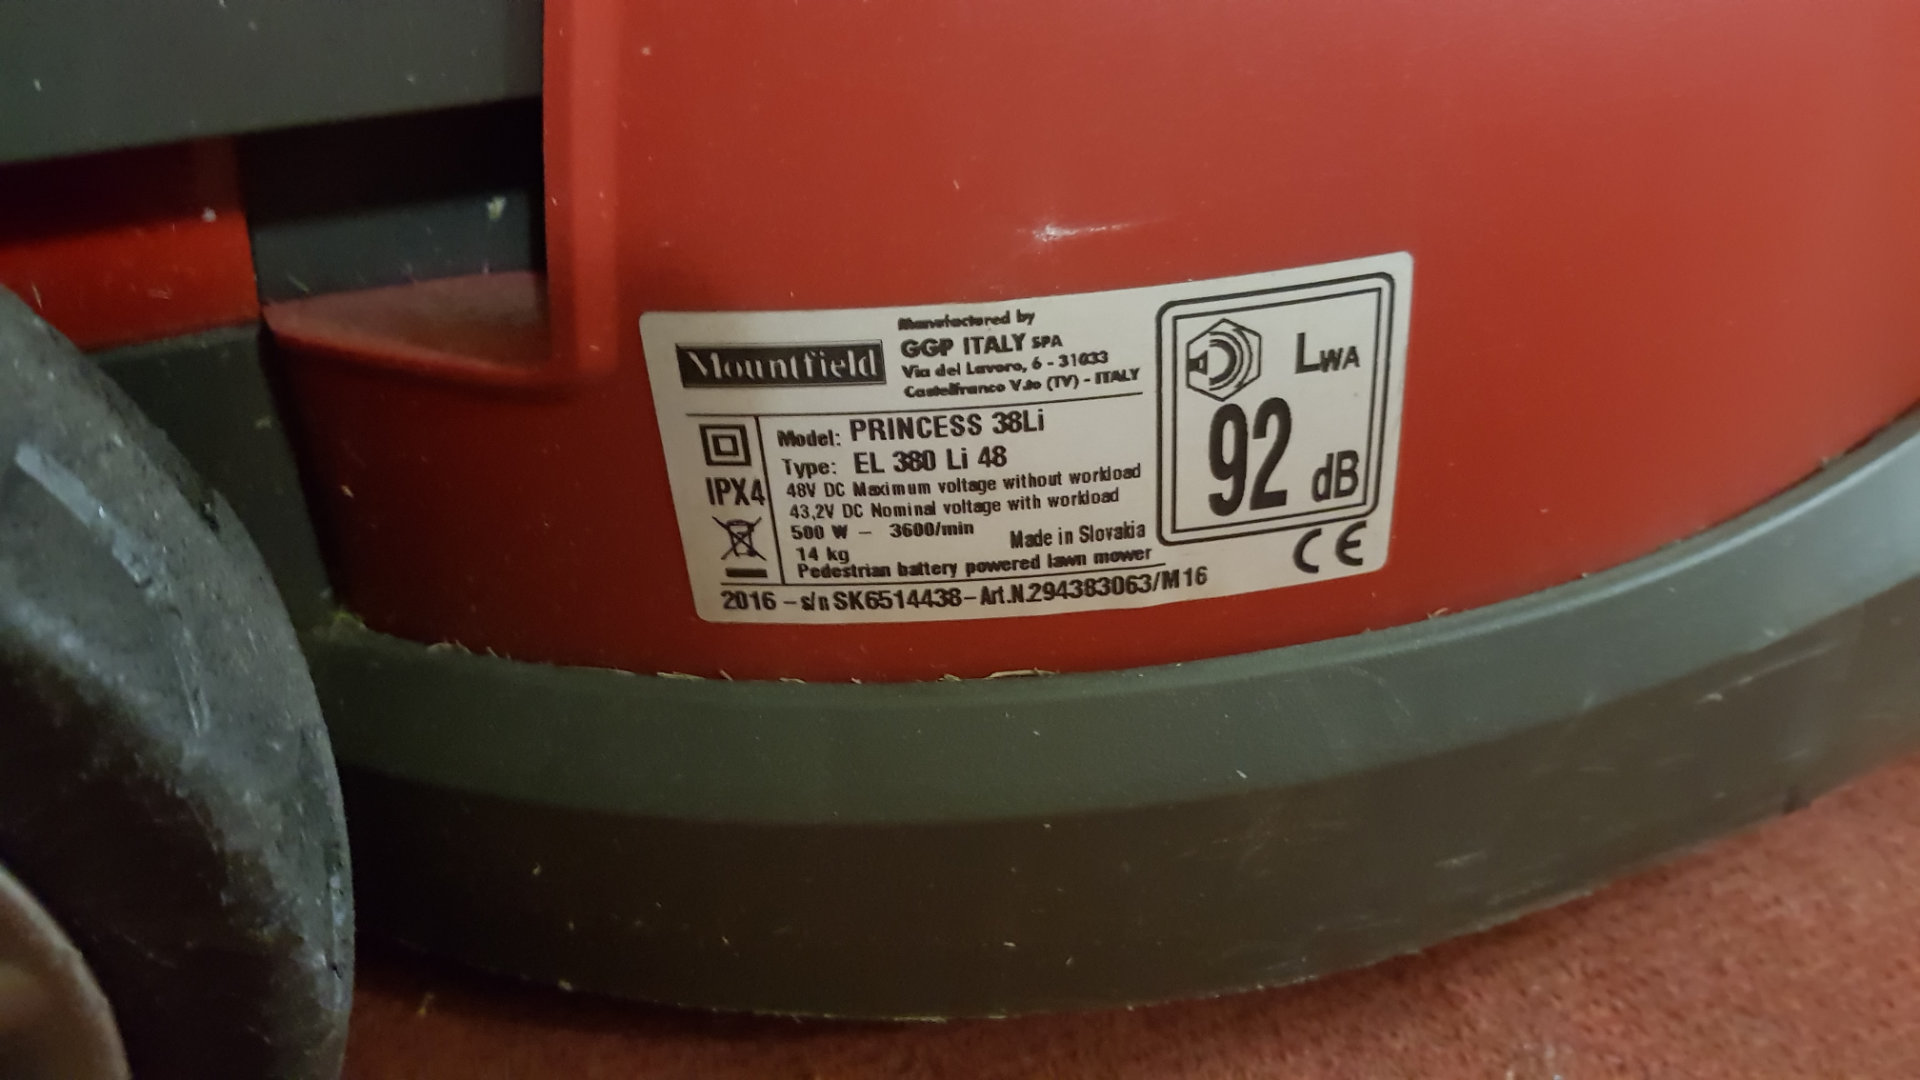 Mountfield
Manufactured by
GGP ITALY SPA
Via del Lavoro, 6 - 31033
Castelfranco V.to (TV) - ITALY
LWA
92 dB
Model: PRINCESS 38Li
Type: EL 380 Li 48
IPX4
48V DC Maximum voltage without workload
43,2V DC Nominal voltage with workload
500 W - 3600/min
Made in Slovakia
14 kg
Pedestrian battery powered lawn mower
CE
2016 - s/n SK6514438 - Art.N.294383063/M16